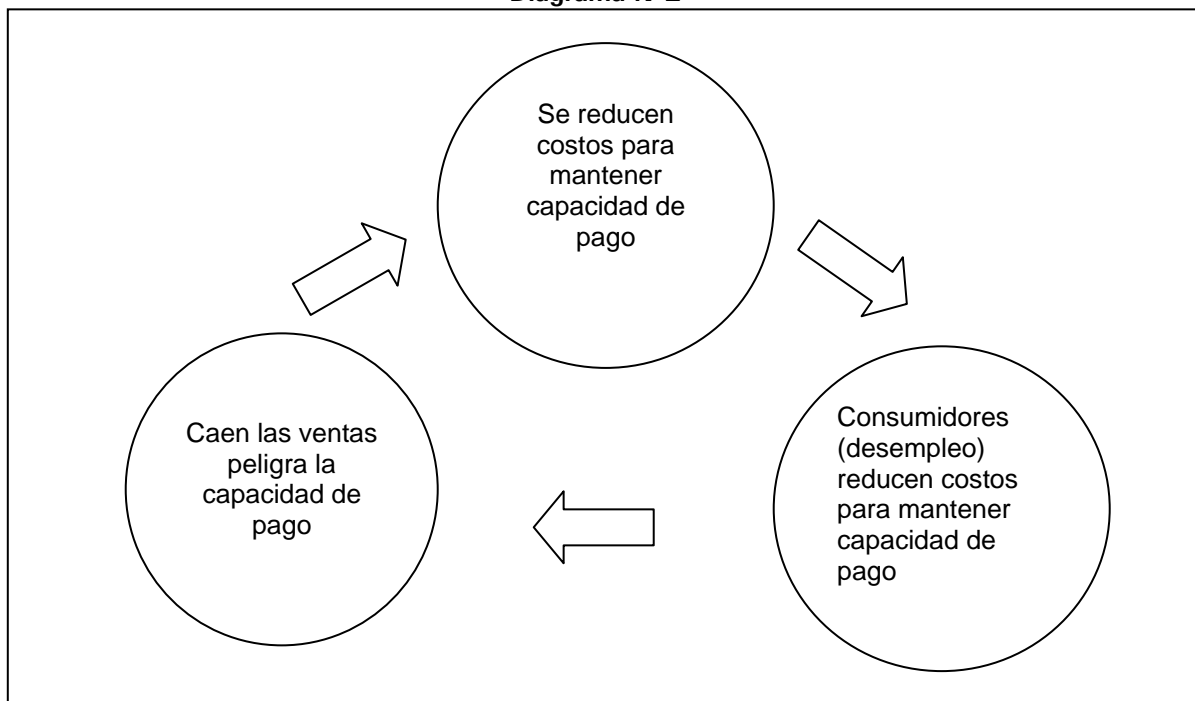 Se reducen
costos para
mantener
capacidad de
pago
Caen las ventas
peligra la
capacidad de
pago
Consumidores
(desempleo)
reducen costos
para mantener
capacidad de
pago